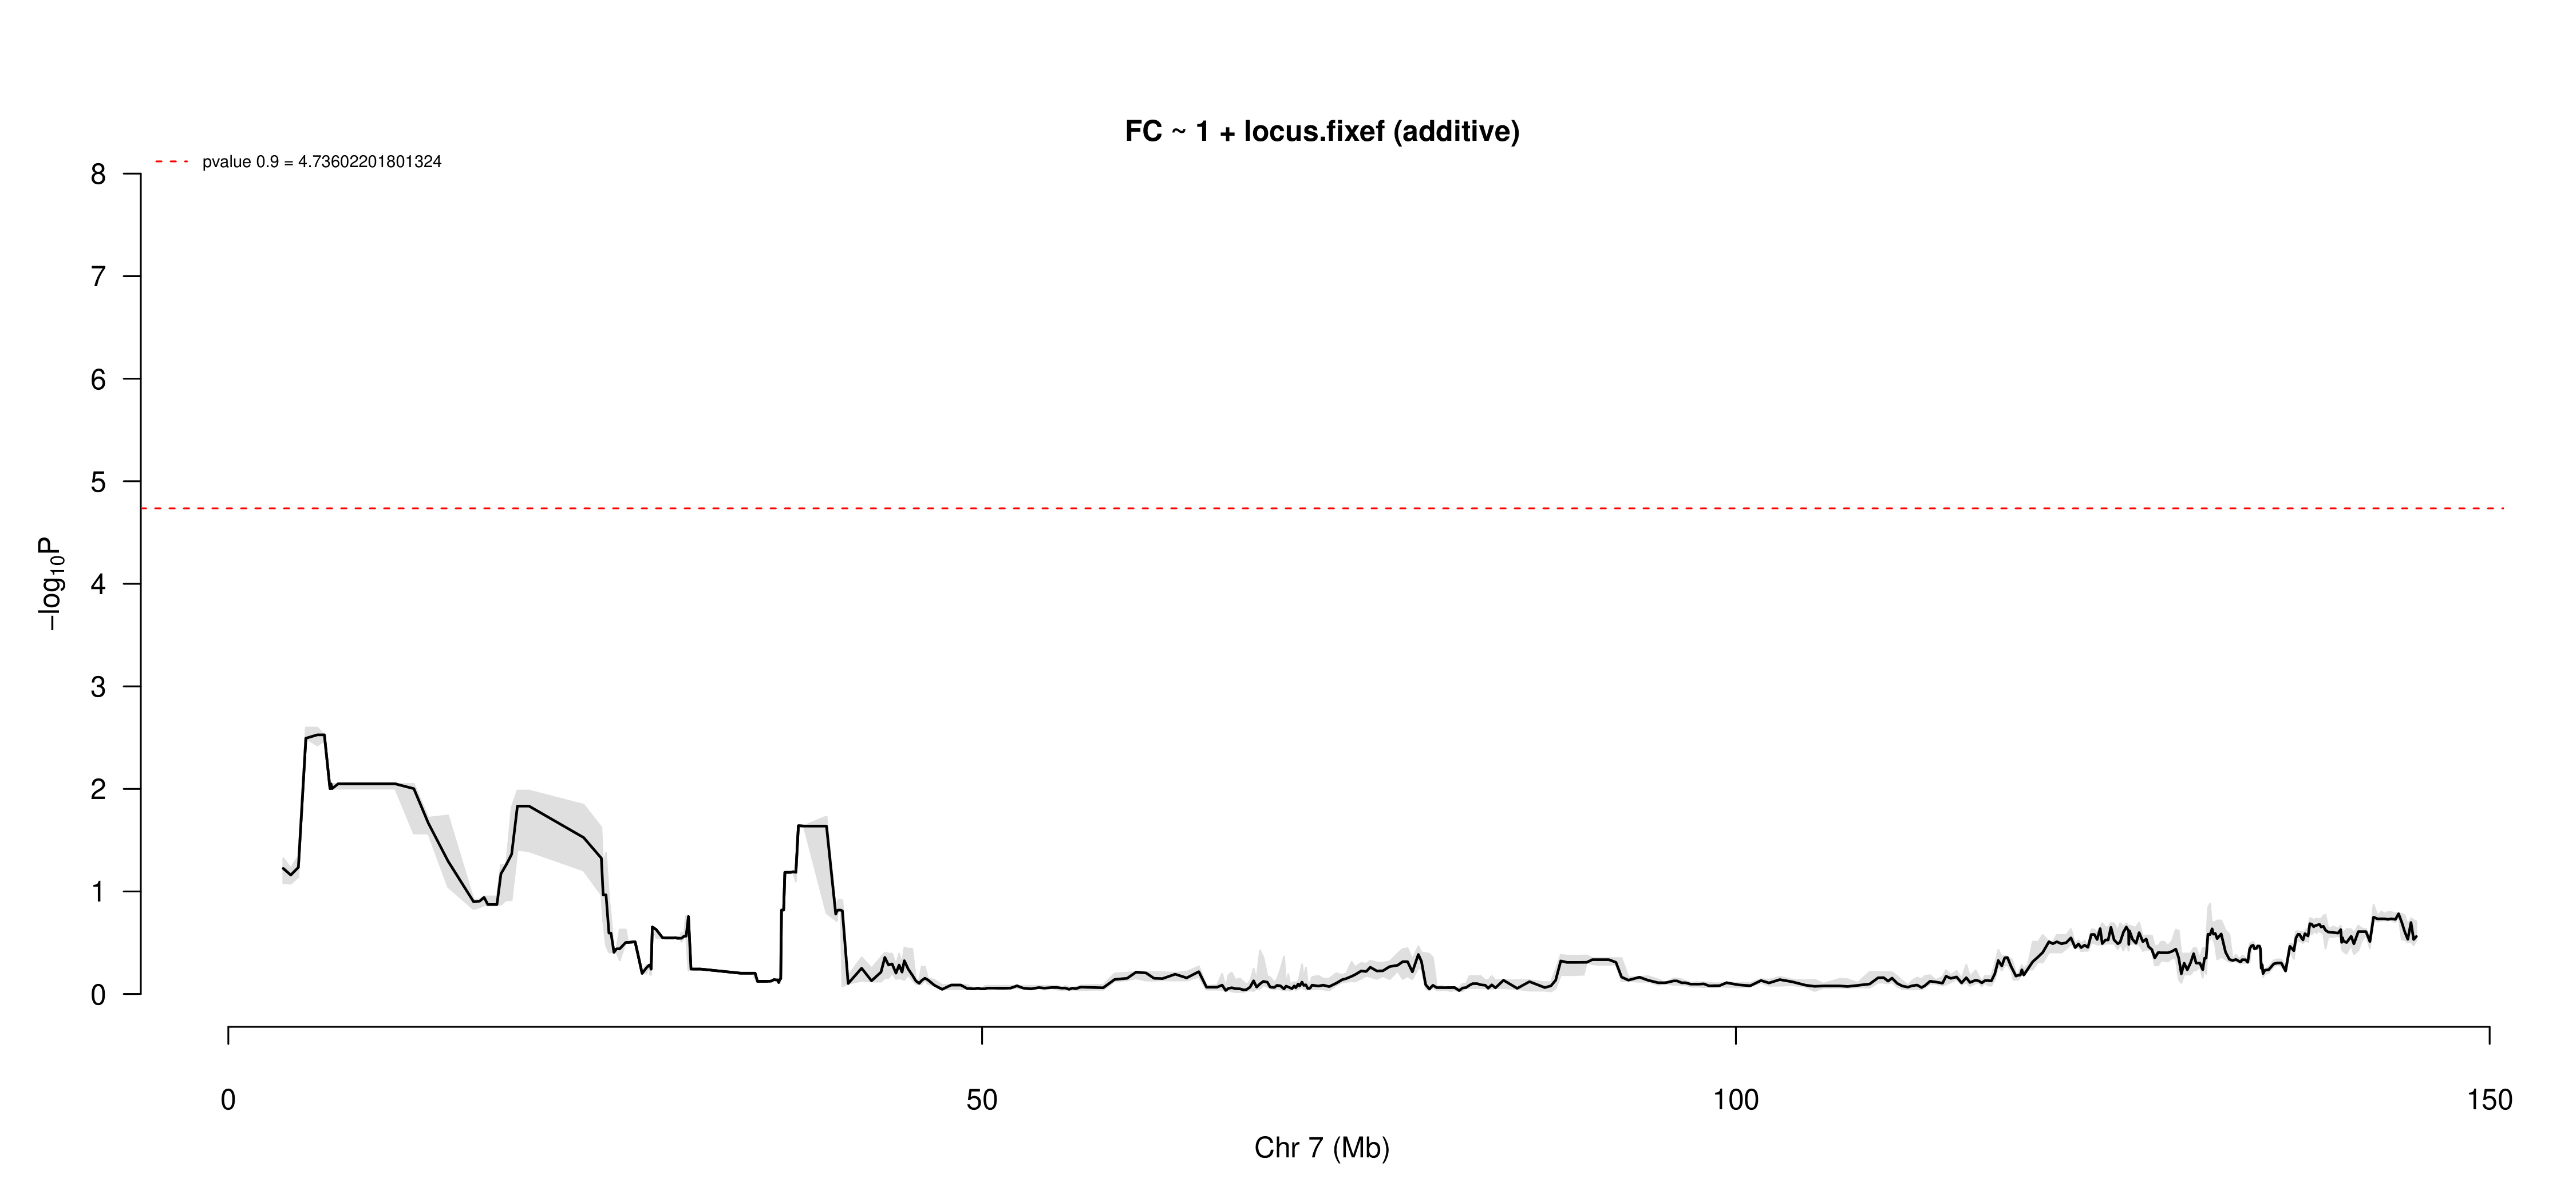 FC ~ 1 + locus.fixef (additive)
pvalue 0.9 = 4.73602201801324
8
7
6
5
4
3
2
1
0
−log₁₀P
0 50 100 150
Chr 7 (Mb)